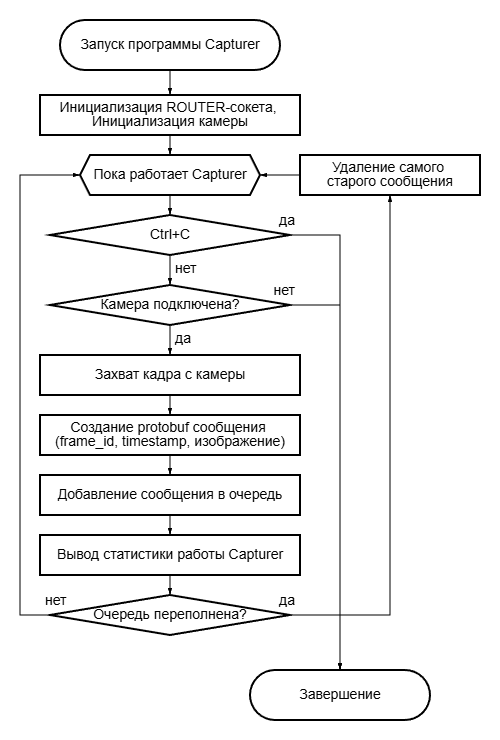 Запуск программы Capturer
Инициализация ROUTER-сокета,
Инициализация камеры
Пока работает Capturer
Удаление самого
старого сообщения
Ctrl+C
да
нет
Камера подключена?
нет
да
Захват кадра с камеры
Создание protobuf сообщения
(frame_id, timestamp, изображение)
Добавление сообщения в очередь
Вывод статистики работы Capturer
нет
Очередь переполнена?
да
Завершение